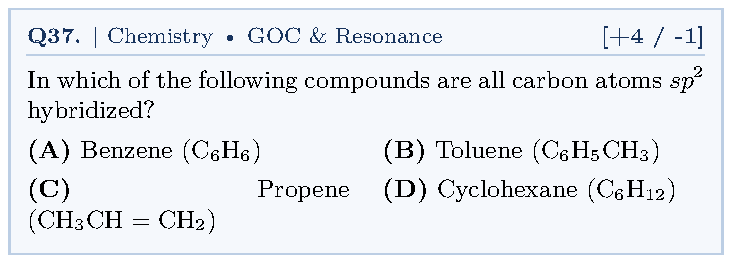 Q37. | Chemistry • GOC & Resonance [+4 / -1]
In which of the following compounds are all carbon atoms sp²
hybridized?
(A) Benzene (C₆H₆) (B) Toluene (C₆H₅CH₃)
(C) Propene (D) Cyclohexane (C₆H₁₂)
(CH₃CH = CH₂)